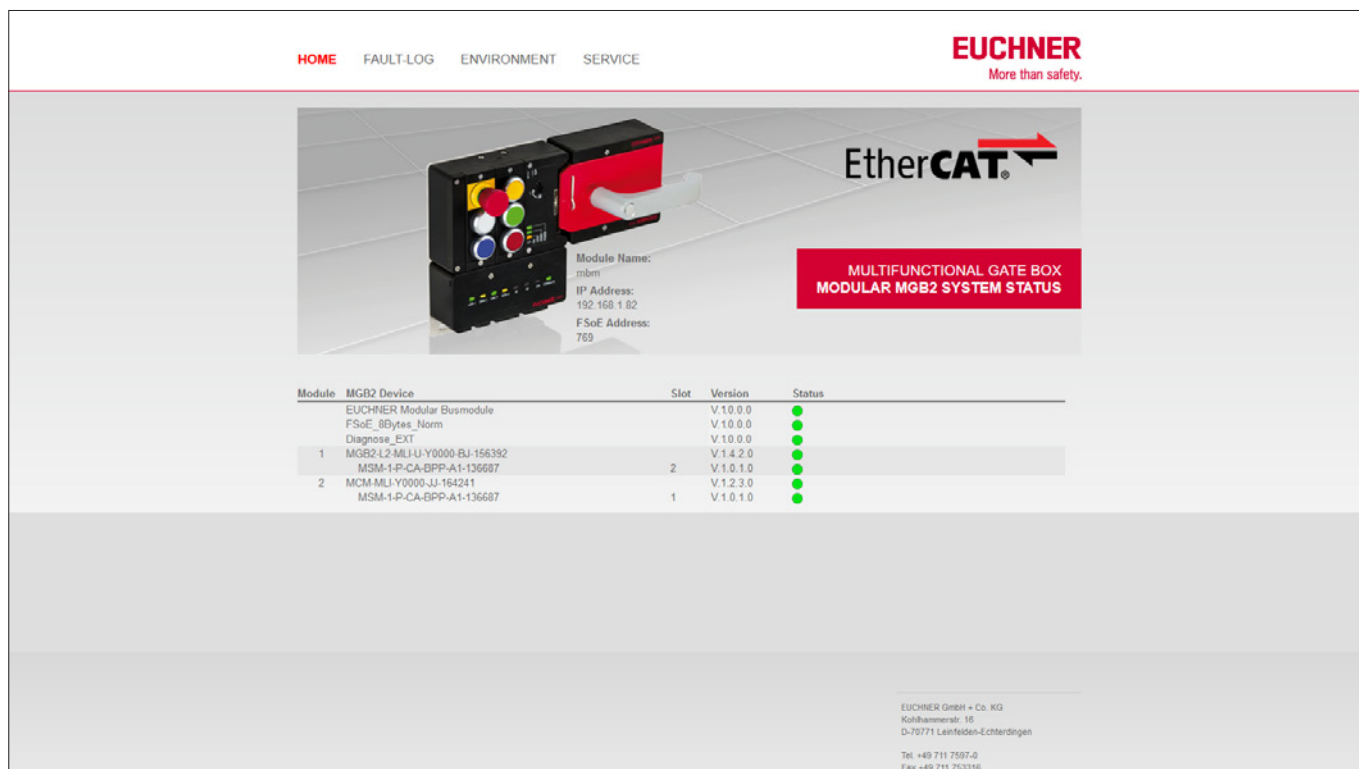 HOME FAULT-LOG ENVIRONMENT SERVICE
EUCHNER
More than safety.
EtherCAT®
Module Name:
mbm
IP Address:
192.168.1.82
FSoE Address:
769
MULTIFUNCTIONAL GATE BOX
MODULAR MGB2 SYSTEM STATUS
Module MGB2 Device Slot Version Status
EUCHNER Modular Busmodule V.1.0.0.0
FSoE_8Bytes_Norm V.1.0.0.0
Diagnose_EXT V.1.0.0.0
1 MGB2-L2-MLI-U-Y0000-BJ-156392 V.1.4.2.0
MSM-1-P-CA-BPP-A1-136687 2 V.1.0.1.0
2 MCM-MLI-Y0000-JJ-164241 V.1.2.3.0
MSM-1-P-CA-BPP-A1-136687 1 V.1.0.1.0
EUCHNER GmbH + Co. KG
Kohlhammerstr. 16
D-70771 Leinfelden-Echterdingen
Tel. +49 711 7597-0
Fax +49 711 753316